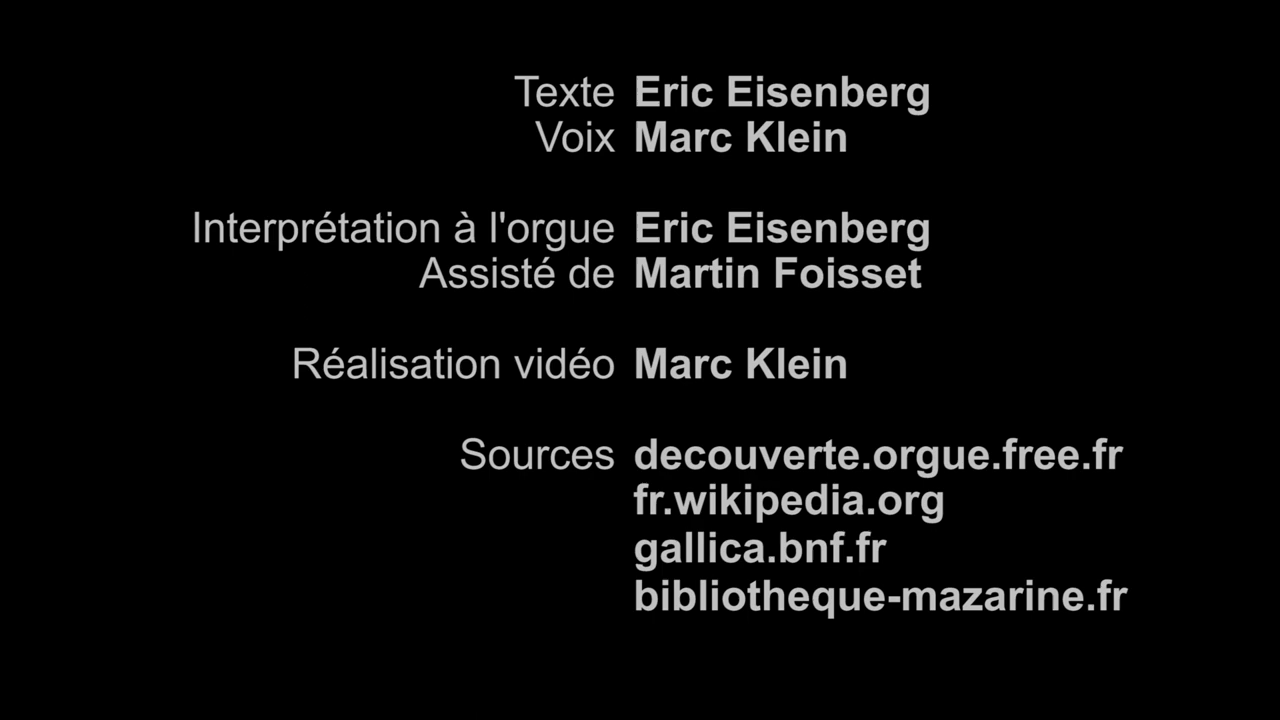 Texte Eric Eisenberg
Voix Marc Klein
Interprétation à l'orgue Eric Eisenberg
Assisté de Martin Foisset
Réalisation vidéo Marc Klein
Sources decouverte.orgue.free.fr
fr.wikipedia.org
gallica.bnf.fr
bibliotheque-mazarine.fr